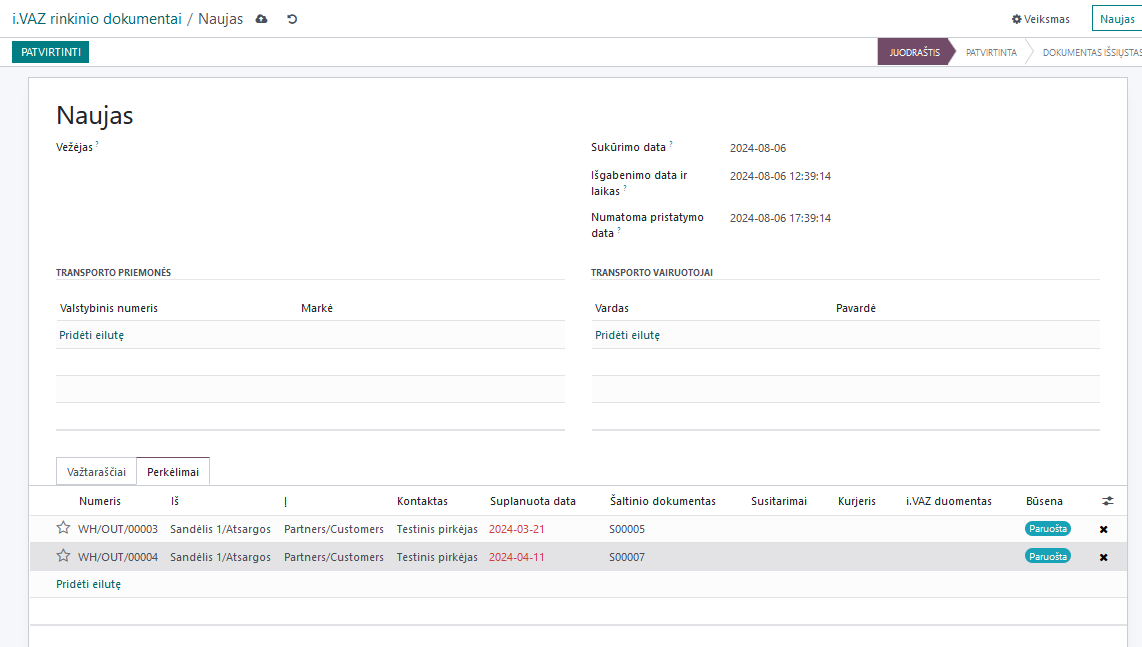 i.VAZ rinkinio dokumentai / Naujas
Veiksmas
Naujas
PATVIRTINTI
JUODRAŠTIS
PATVIRTINTA
DOKUMENTAS IŠSIŲSTAS
Naujas
Vežėjas ?
Sukūrimo data ? 2024-08-06
Išgabenimo data ir laikas ? 2024-08-06 12:39:14
Numatoma pristatymo data ? 2024-08-06 17:39:14
TRANSPORTO PRIEMONĖS
Valstybinis numeris Markė
Pridėti eilutę
TRANSPORTO VAIRUOTOJAI
Vardas Pavardė
Pridėti eilutę
Važtaraščiai Perkėlimai
Numeris Iš Į Kontaktas Suplanuota data Šaltinio dokumentas Susitarimai Kurjeris i.VAZ duomentas Būsena
WH/OUT/00003 Sandėlis 1/Atsargos Partners/Customers Testinis pirkėjas 2024-03-21 S00005 Paruošta
WH/OUT/00004 Sandėlis 1/Atsargos Partners/Customers Testinis pirkėjas 2024-04-11 S00007 Paruošta
Pridėti eilutę